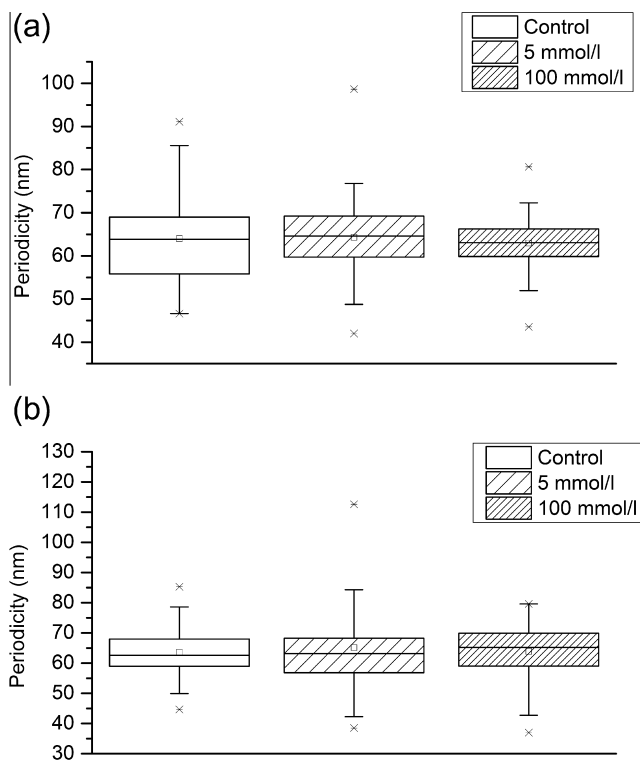 (a)
Control
5 mmol/l
100 mmol/l
100
90
80
70
60
50
40
Periodicity (nm)
(b)
Control
5 mmol/l
100 mmol/l
130
120
110
100
90
80
70
60
50
40
30
Periodicity (nm)